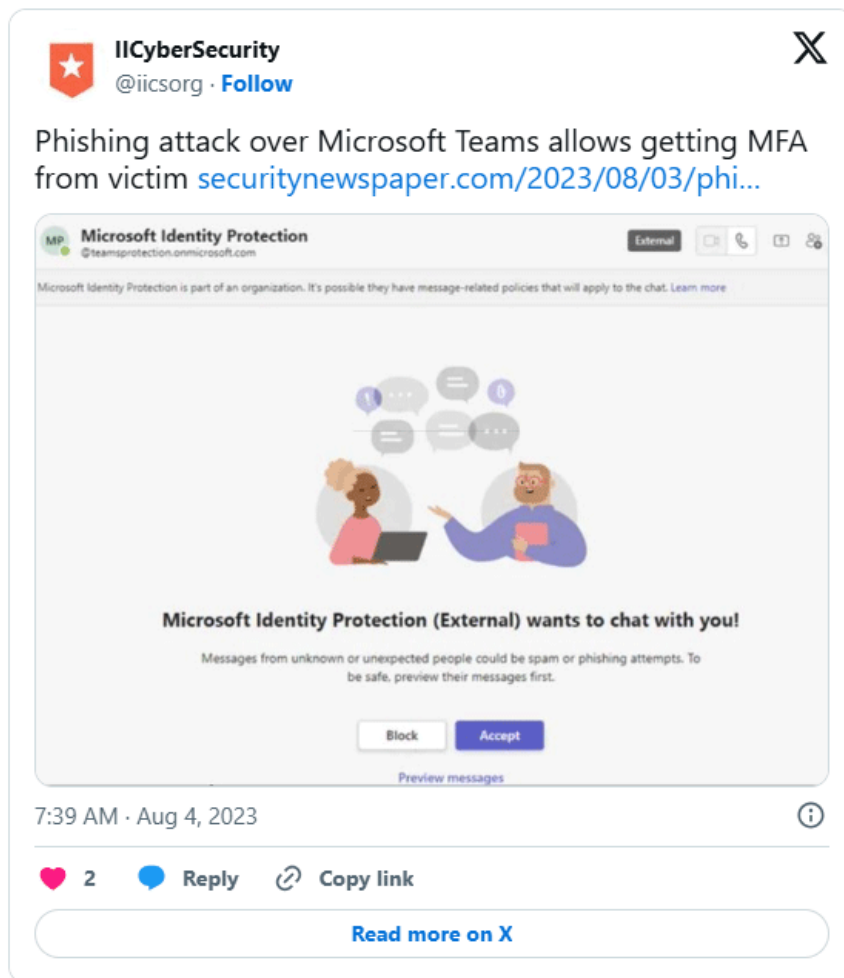 IICyberSecurity
@iicsorg · Follow
Phishing attack over Microsoft Teams allows getting MFA
from victim securitynewspaper.com/2023/08/03/phi...
MP
Microsoft Identity Protection
@teamsprotection.onmicrosoft.com
External
Microsoft Identity Protection is part of an organization. It's possible they have message-related policies that will apply to the chat. Learn more
Microsoft Identity Protection (External) wants to chat with you!
Messages from unknown or unexpected people could be spam or phishing attempts. To
be safe, preview their messages first.
Block Accept
Preview messages
7:39 AM · Aug 4, 2023
2 Reply Copy link
Read more on X